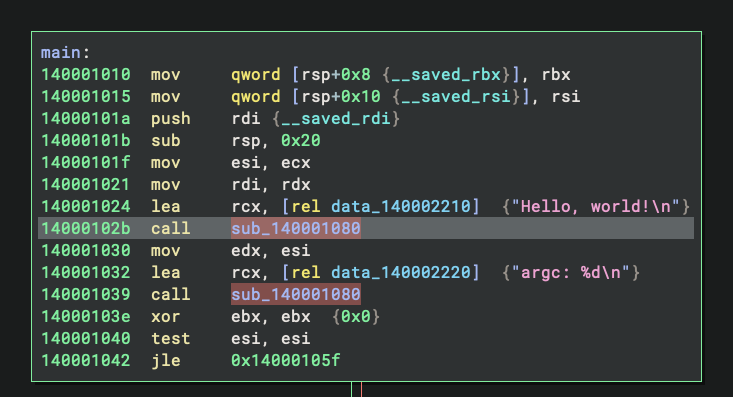 main:
140001010 mov qword [rsp+0x8 {__saved_rbx}], rbx
140001015 mov qword [rsp+0x10 {__saved_rsi}], rsi
14000101a push rdi {__saved_rdi}
14000101b sub rsp, 0x20
14000101f mov esi, ecx
140001021 mov rdi, rdx
140001024 lea rcx, [rel data_140002210] {"Hello, world!\n"}
14000102b call sub_140001080
140001030 mov edx, esi
140001032 lea rcx, [rel data_140002220] {"argc: %d\n"}
140001039 call sub_140001080
14000103e xor ebx, ebx {0x0}
140001040 test esi, esi
140001042 jle 0x14000105f